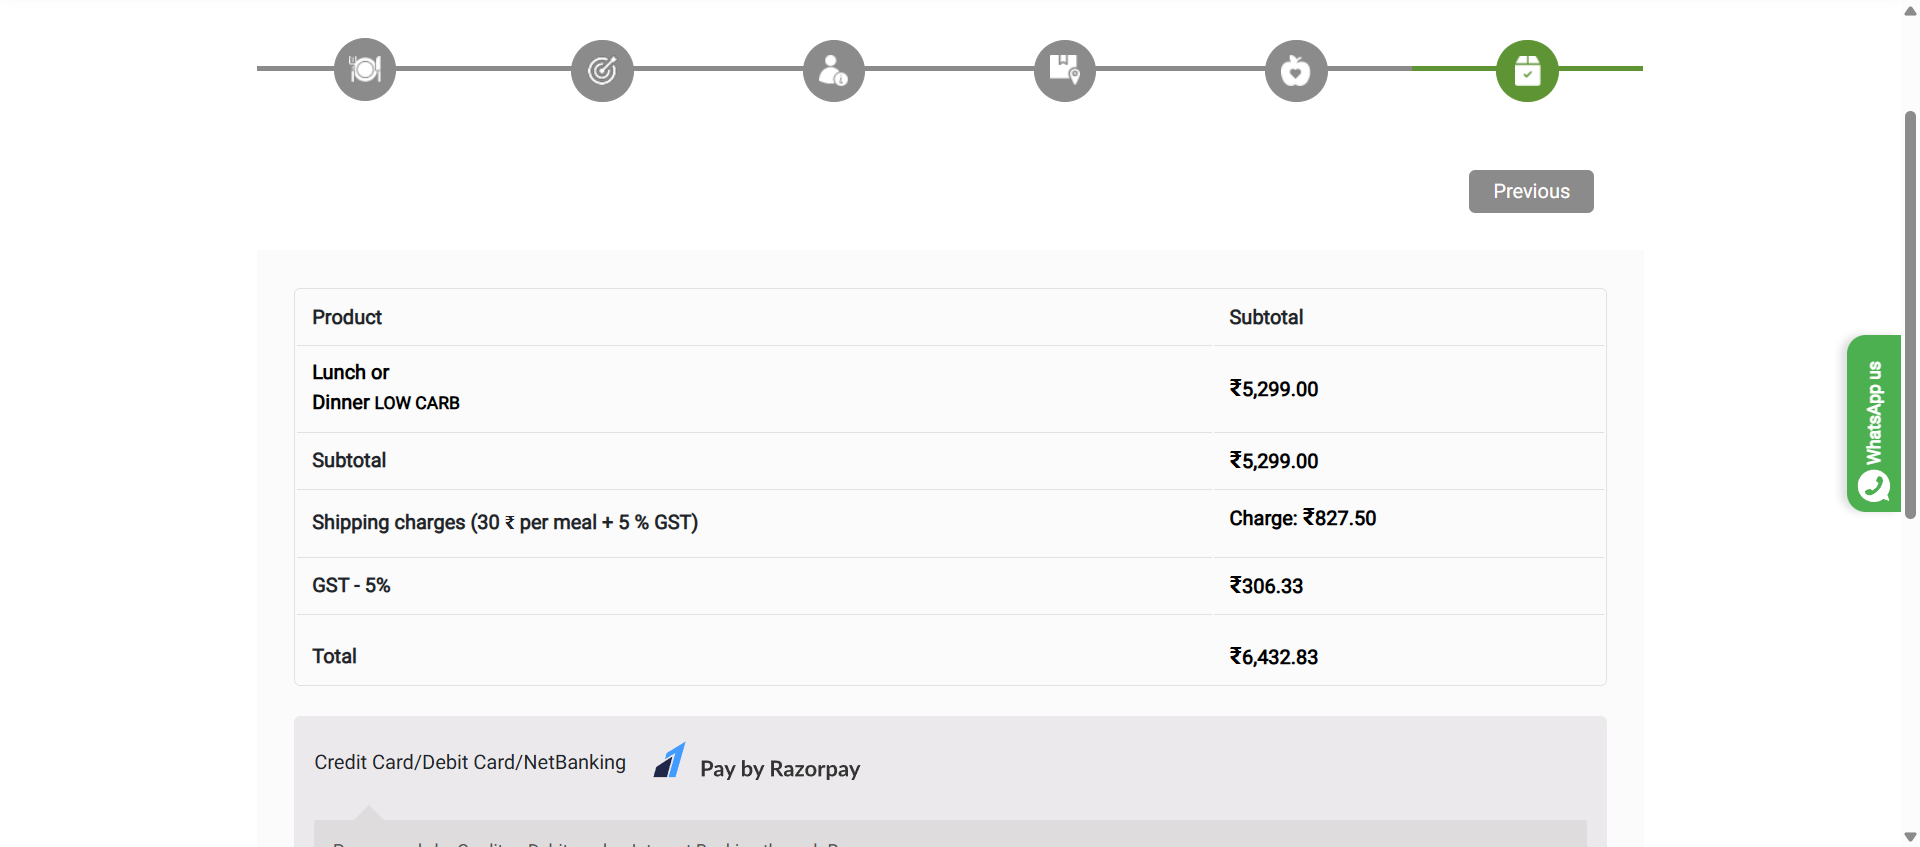 Previous
Product Subtotal
Lunch or
Dinner LOW CARB ₹5,299.00
Subtotal ₹5,299.00
Shipping charges (30 ₹ per meal + 5 % GST) Charge: ₹827.50
GST - 5% ₹306.33
Total ₹6,432.83
Credit Card/Debit Card/NetBanking Pay by Razorpay
WhatsApp us